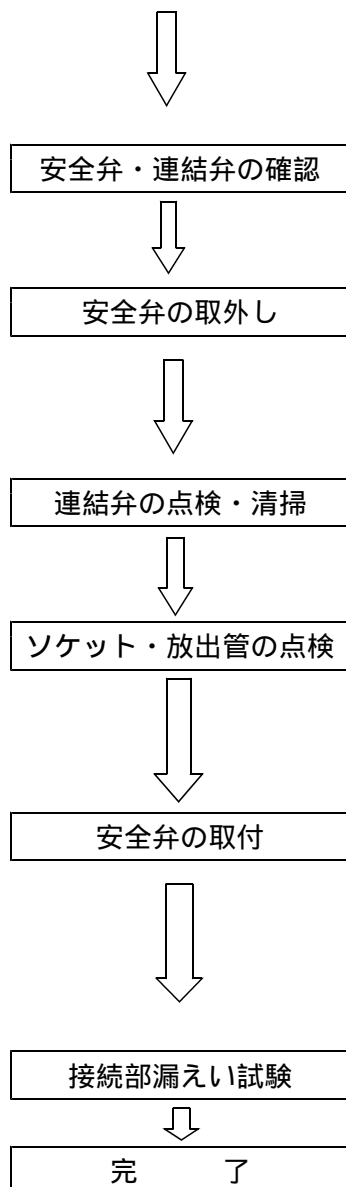 安全弁・連結弁の確認
安全弁の取外し
連結弁の点検・清掃
ソケット・放出管の点検
安全弁の取付
接続部漏えい試験
完　　　了